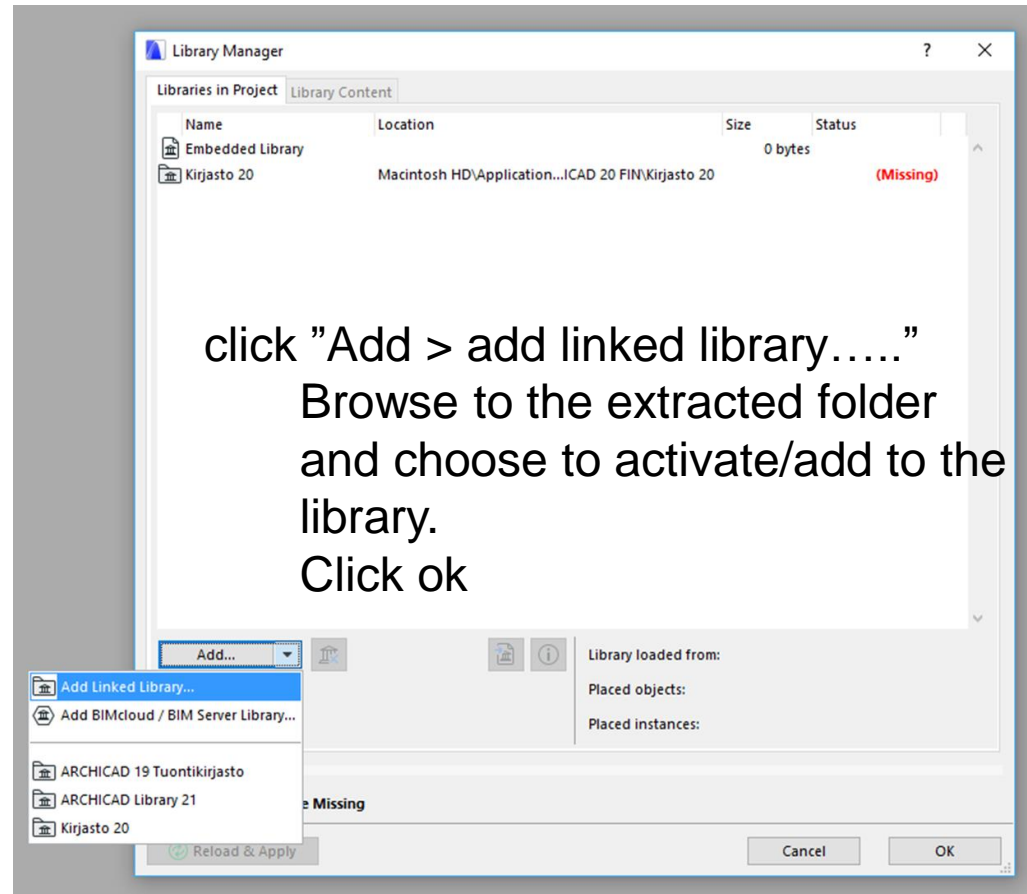 Library Manager ? ×
Libraries in Project Library Content
Name Location Size Status
Embedded Library 0 bytes
Kirjasto 20 Macintosh HD\Application...ICAD 20 FIN\Kirjasto 20 (Missing)
click ”Add > add linked library…..”
Browse to the extracted folder
and choose to activate/add to the
library.
Click ok
Add...
Library loaded from:
Placed objects:
Placed instances:
Add Linked Library...
Add BIMcloud / BIM Server Library...
ARCHICAD 19 Tuontikirjasto
ARCHICAD Library 21
Kirjasto 20
Missing
Reload & Apply Cancel OK